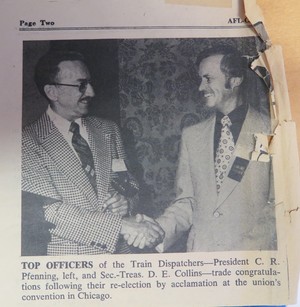 Page Two
AFL-C
TOP OFFICERS of the Train Dispatchers—President C. R.
Pfenning, left, and Sec.-Treas. D. E. Collins—trade congratula-
tions following their re-election by acclamation at the union's
convention in Chicago.